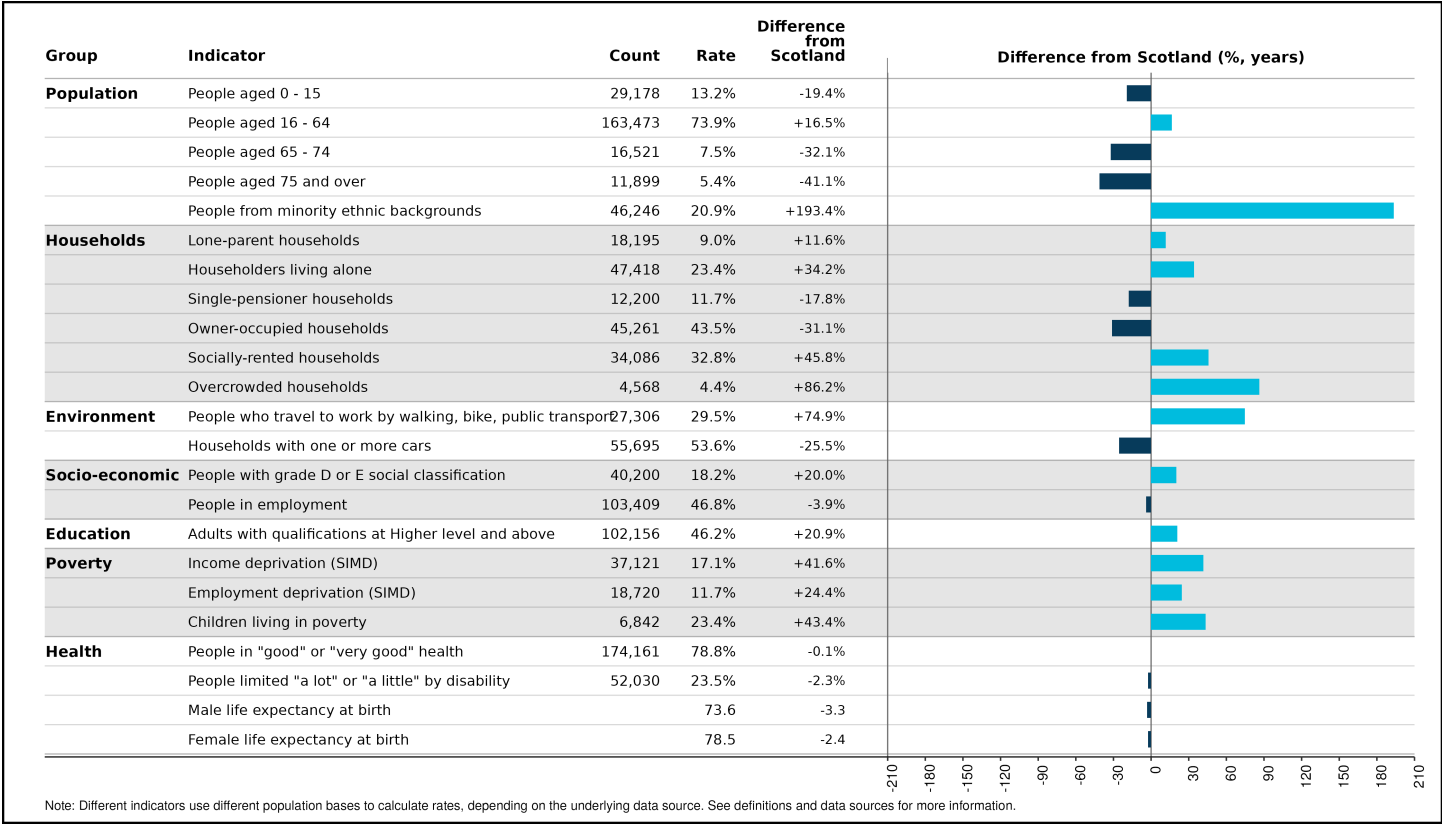 Difference
from
Group Indicator Count Rate Scotland Difference from Scotland (%, years)
Population People aged 0 - 15 29,178 13.2% -19.4%
People aged 16 - 64 163,473 73.9% +16.5%
People aged 65 - 74 16,521 7.5% -32.1%
People aged 75 and over 11,899 5.4% -41.1%
People from minority ethnic backgrounds 46,246 20.9% +193.4%
Households Lone-parent households 18,195 9.0% +11.6%
Householders living alone 47,418 23.4% +34.2%
Single-pensioner households 12,200 11.7% -17.8%
Owner-occupied households 45,261 43.5% -31.1%
Socially-rented households 34,086 32.8% +45.8%
Overcrowded households 4,568 4.4% +86.2%
Environment People who travel to work by walking, bike, public transport 27,306 29.5% +74.9%
Households with one or more cars 55,695 53.6% -25.5%
Socio-economic People with grade D or E social classification 40,200 18.2% +20.0%
People in employment 103,409 46.8% -3.9%
Education Adults with qualifications at Higher level and above 102,156 46.2% +20.9%
Poverty Income deprivation (SIMD) 37,121 17.1% +41.6%
Employment deprivation (SIMD) 18,720 11.7% +24.4%
Children living in poverty 6,842 23.4% +43.4%
Health People in "good" or "very good" health 174,161 78.8% -0.1%
People limited "a lot" or "a little" by disability 52,030 23.5% -2.3%
Male life expectancy at birth 73.6 -3.3
Female life expectancy at birth 78.5 -2.4
-210 -180 -150 -120 -90 -60 -30 0 30 60 90 120 150 180 210
Note: Different indicators use different population bases to calculate rates, depending on the underlying data source. See definitions and data sources for more information.